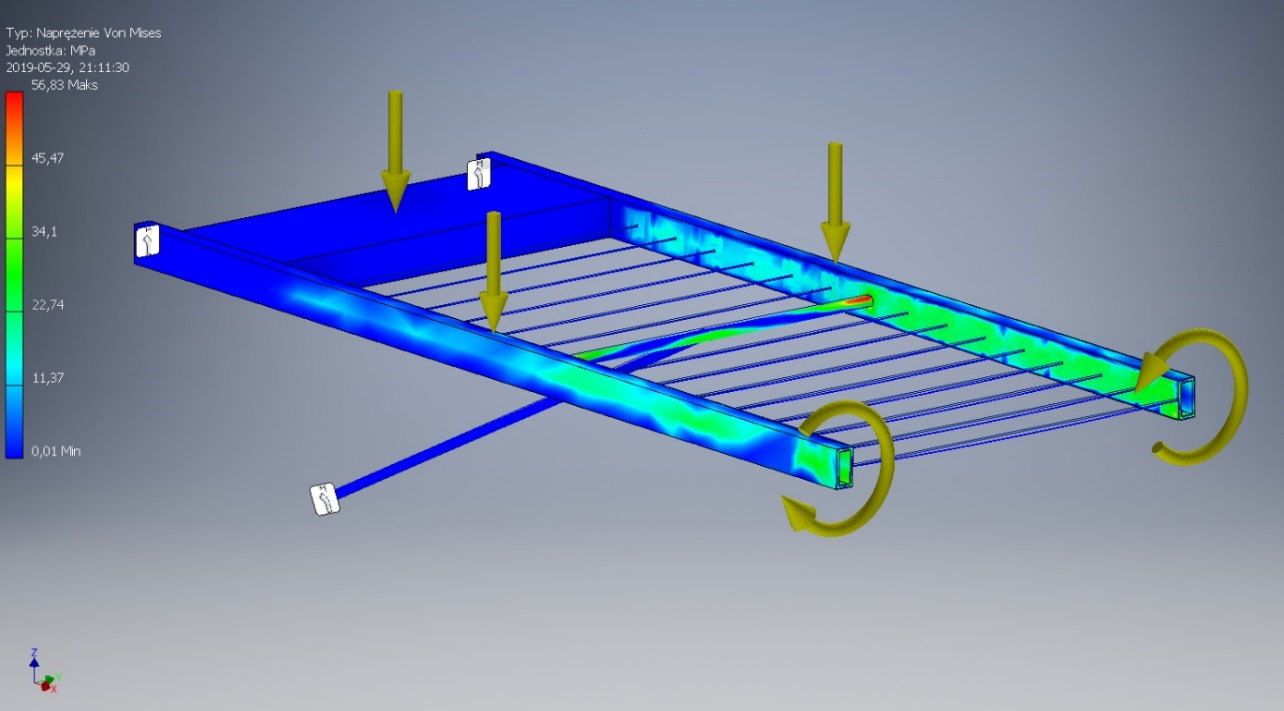 Typ: Naprężenie Von Mises
Jednostka: MPa
2019-05-29, 21:11:30
56,83 Maks
45,47
34,1
22,74
11,37
0,01 Min
Z
Y
X